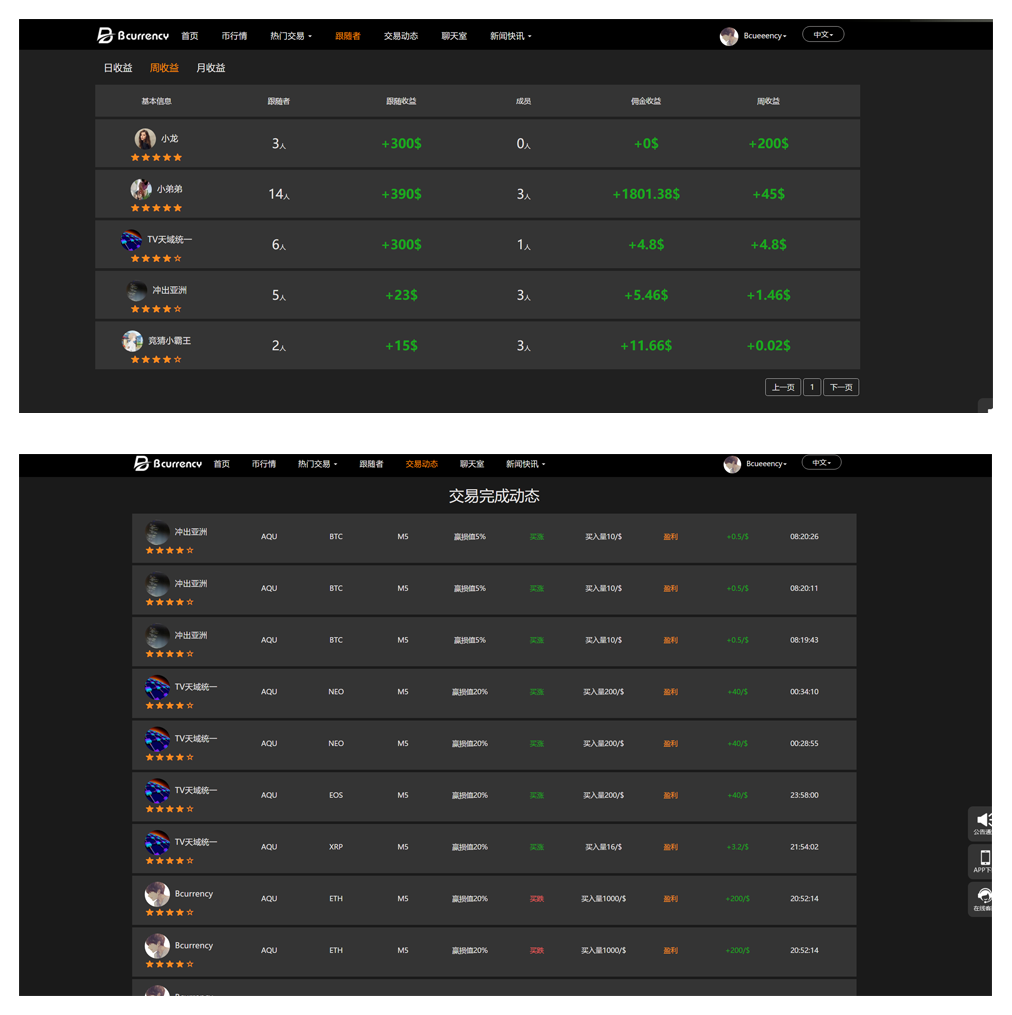 Bcurrency 首页 币行情 热门交易 跟随者 交易动态 聊天室 新闻快讯 Bcueeency 中文
日收益 周收益 月收益
基本信息 跟随者 跟随收益 成员 佣金收益 周收益
小龙 3人 +300$ 0人 +0$ +200$
小弟弟 14人 +390$ 3人 +1801.38$ +45$
TV天域统一 6人 +300$ 1人 +4.8$ +4.8$
冲出亚洲 5人 +23$ 3人 +5.46$ +1.46$
竞猜小霸王 2人 +15$ 3人 +11.66$ +0.02$
上一页 1 下一页
Bcurrency 首页 币行情 热门交易 跟随者 交易动态 聊天室 新闻快讯 Bcueeency 中文
交易完成动态
冲出亚洲 AQU BTC M5 赢损值5% 买涨 买入量10/$ 盈利 +0.5/$ 08:20:26
冲出亚洲 AQU BTC M5 赢损值5% 买涨 买入量10/$ 盈利 +0.5/$ 08:20:11
冲出亚洲 AQU BTC M5 赢损值5% 买涨 买入量10/$ 盈利 +0.5/$ 08:19:43
TV天域统一 AQU NEO M5 赢损值20% 买涨 买入量200/$ 盈利 +40/$ 00:34:10
TV天域统一 AQU NEO M5 赢损值20% 买涨 买入量200/$ 盈利 +40/$ 00:28:55
TV天域统一 AQU EOS M5 赢损值20% 买涨 买入量200/$ 盈利 +40/$ 23:58:00
公告通
TV天域统一 AQU XRP M5 赢损值20% 买涨 买入量16/$ 盈利 +3.2/$ 21:54:02
APP下
Bcurrency AQU ETH M5 赢损值20% 买跌 买入量1000/$ 盈利 +200/$ 20:52:14
在线客
Bcurrency AQU ETH M5 赢损值20% 买跌 买入量1000/$ 盈利 +200/$ 20:52:14